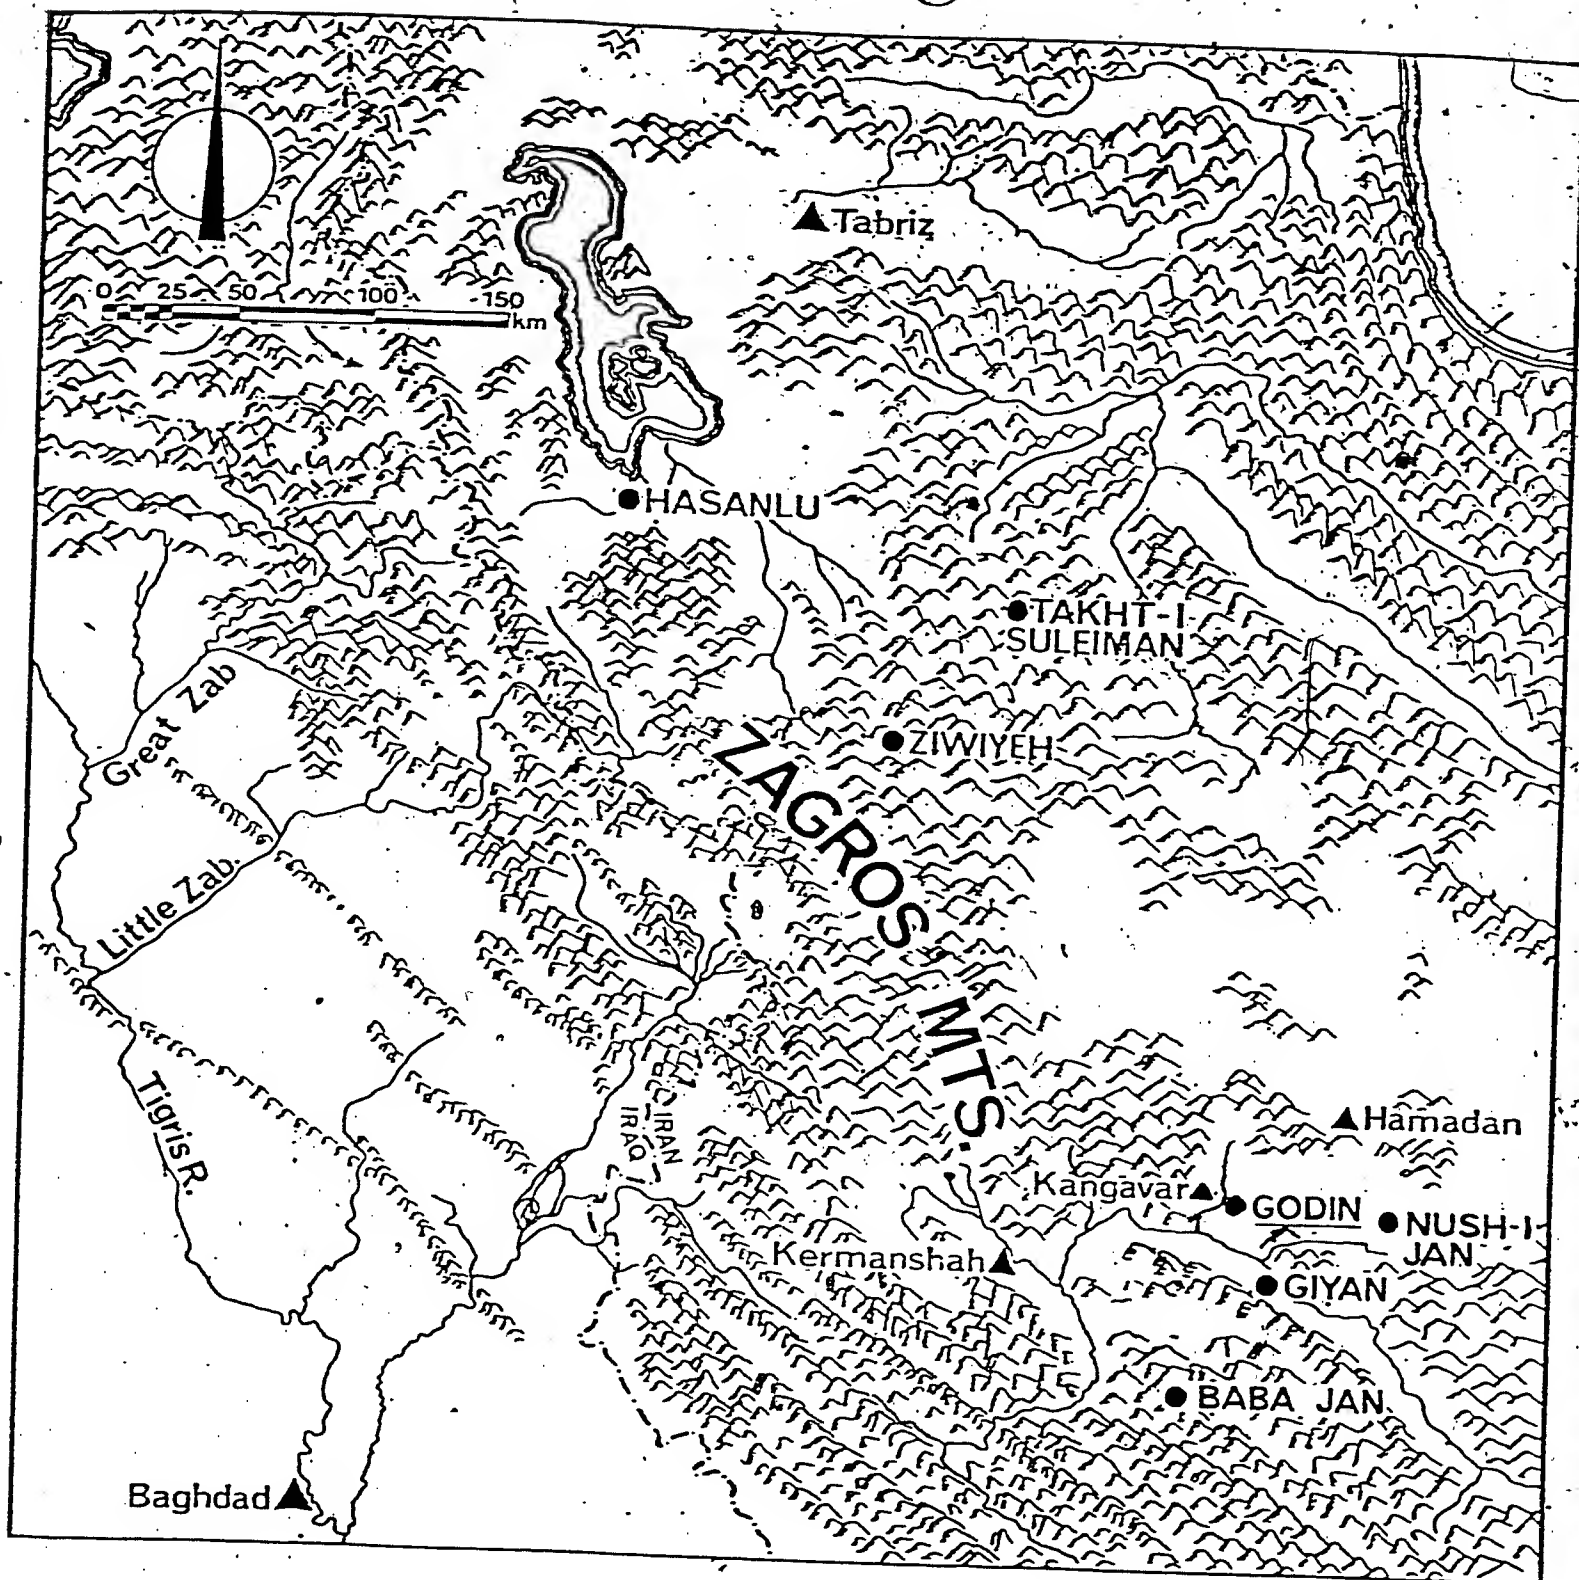 Tabriz
0 25 50 100 150
km
HASANLU
TAKHT-I
SULEIMAN
Great Zab
ZIWIYEH
ZAGROS MTS.
Little Zab
Tigris R.
IRAN
IRAQ
Hamadan
Kangavar
GODIN
NUSH-I
JAN
Kermanshah
GIYAN
BABA JAN
Baghdad